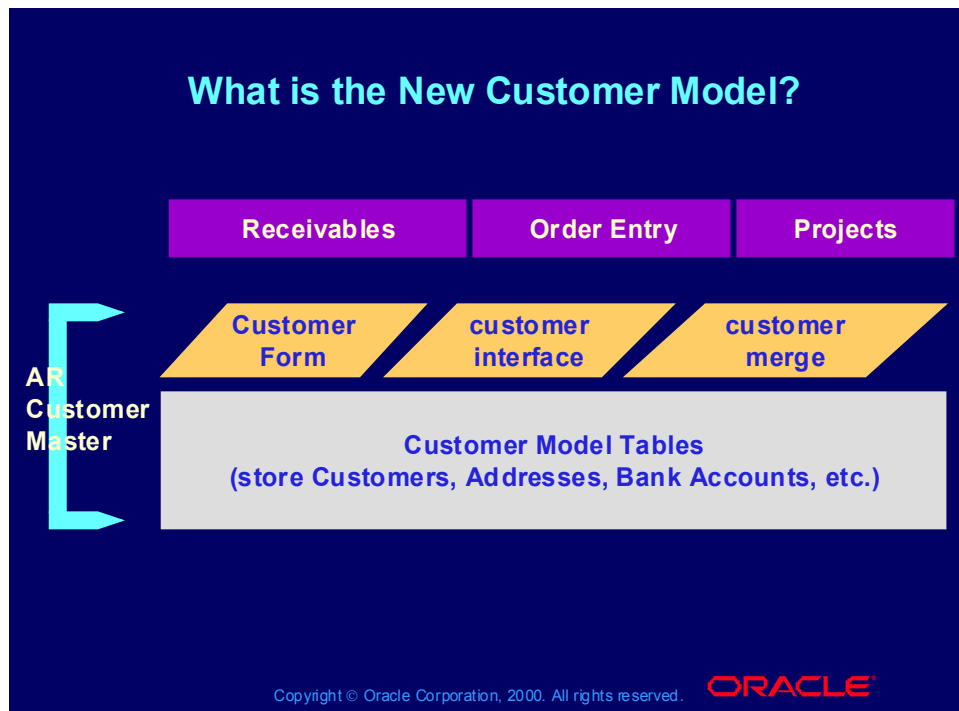 What is the New Customer Model?
Receivables
Order Entry
Projects
Customer
Form
customer
interface
customer
merge
AR
Customer
Master
Customer Model Tables
(store Customers, Addresses, Bank Accounts, etc.)
Copyright © Oracle Corporation, 2000. All rights reserved.
ORACLE®